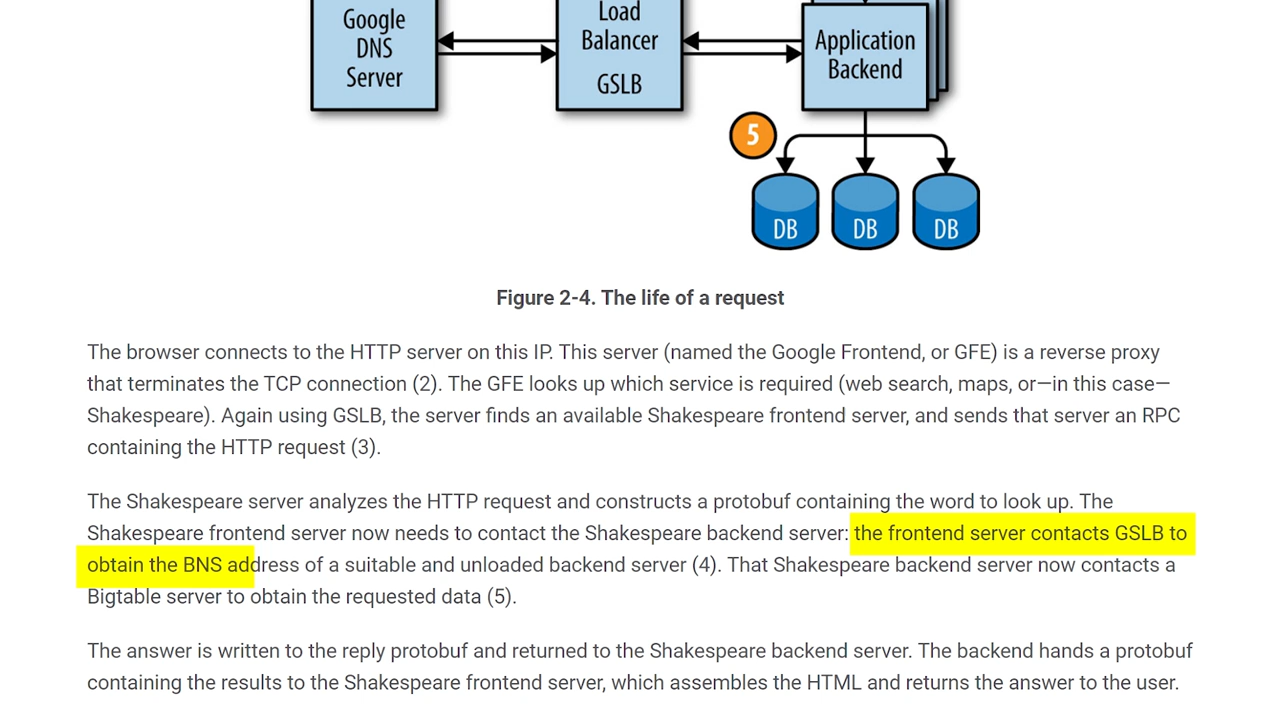 Google
DNS
Server
Load
Balancer
GSLB
Application
Backend
5
DB
DB
DB
Figure 2-4. The life of a request
The browser connects to the HTTP server on this IP. This server (named the Google Frontend, or GFE) is a reverse proxy
that terminates the TCP connection (2). The GFE looks up which service is required (web search, maps, or—in this case—
Shakespeare). Again using GSLB, the server finds an available Shakespeare frontend server, and sends that server an RPC
containing the HTTP request (3).
The Shakespeare server analyzes the HTTP request and constructs a protobuf containing the word to look up. The
Shakespeare frontend server now needs to contact the Shakespeare backend server: the frontend server contacts GSLB to
obtain the BNS address of a suitable and unloaded backend server (4). That Shakespeare backend server now contacts a
Bigtable server to obtain the requested data (5).
The answer is written to the reply protobuf and returned to the Shakespeare backend server. The backend hands a protobuf
containing the results to the Shakespeare frontend server, which assembles the HTML and returns the answer to the user.